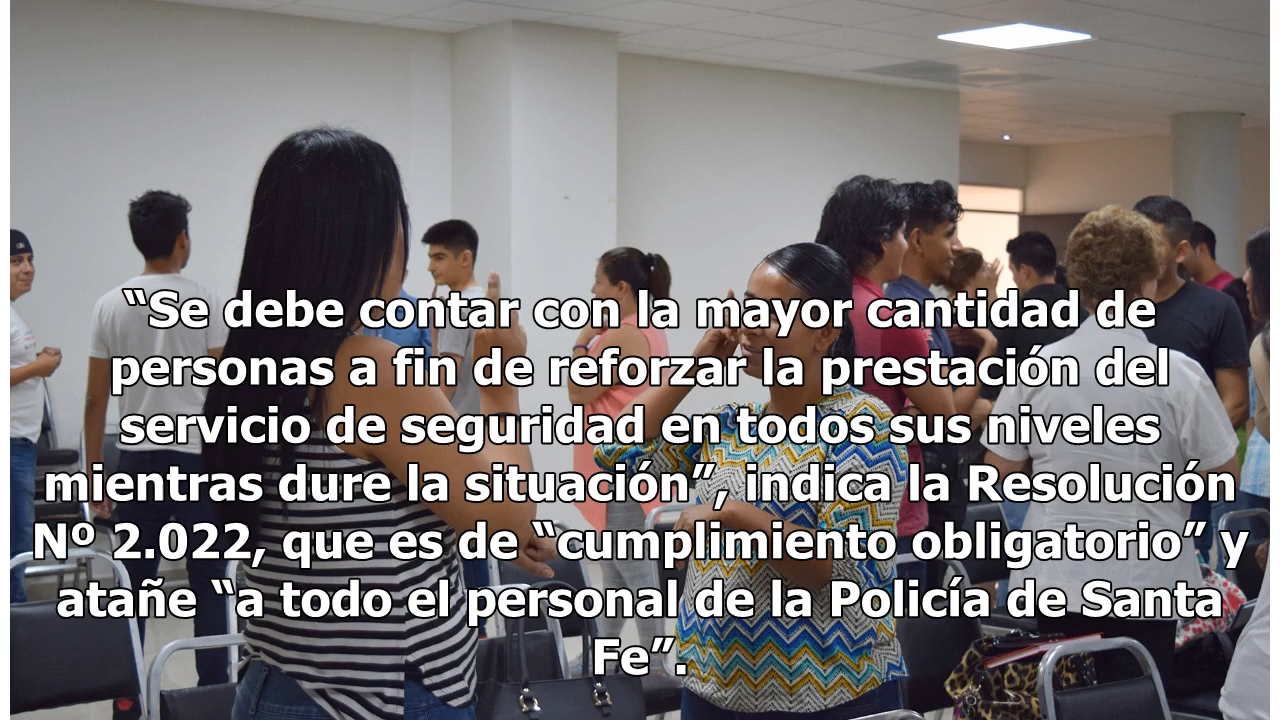 “Se debe contar con la mayor cantidad de
personas a fin de reforzar la prestación del
servicio de seguridad en todos sus niveles
mientras dure la situación”, indica la Resolución
Nº 2.022, que es de “cumplimiento obligatorio” y
atañe “a todo el personal de la Policía de Santa
Fe”.